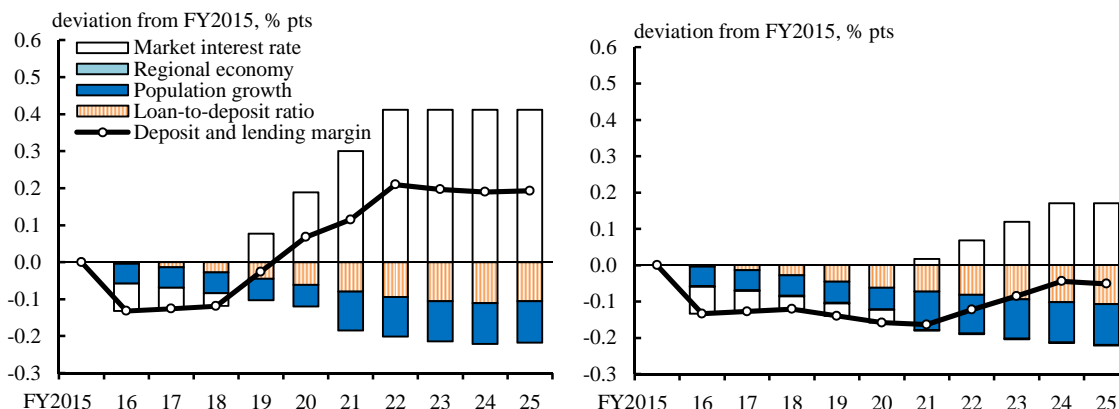 deviation from FY2015, % pts
0.6
0.5
0.4
0.3
0.2
0.1
0.0
-0.1
-0.2
-0.3
Market interest rate
Regional economy
Population growth
Loan-to-deposit ratio
Deposit and lending margin
FY2015 16 17 18 19 20 21 22 23 24 25
deviation from FY2015, % pts
0.6
0.5
0.4
0.3
0.2
0.1
0.0
-0.1
-0.2
-0.3
FY2015 16 17 18 19 20 21 22 23 24 25